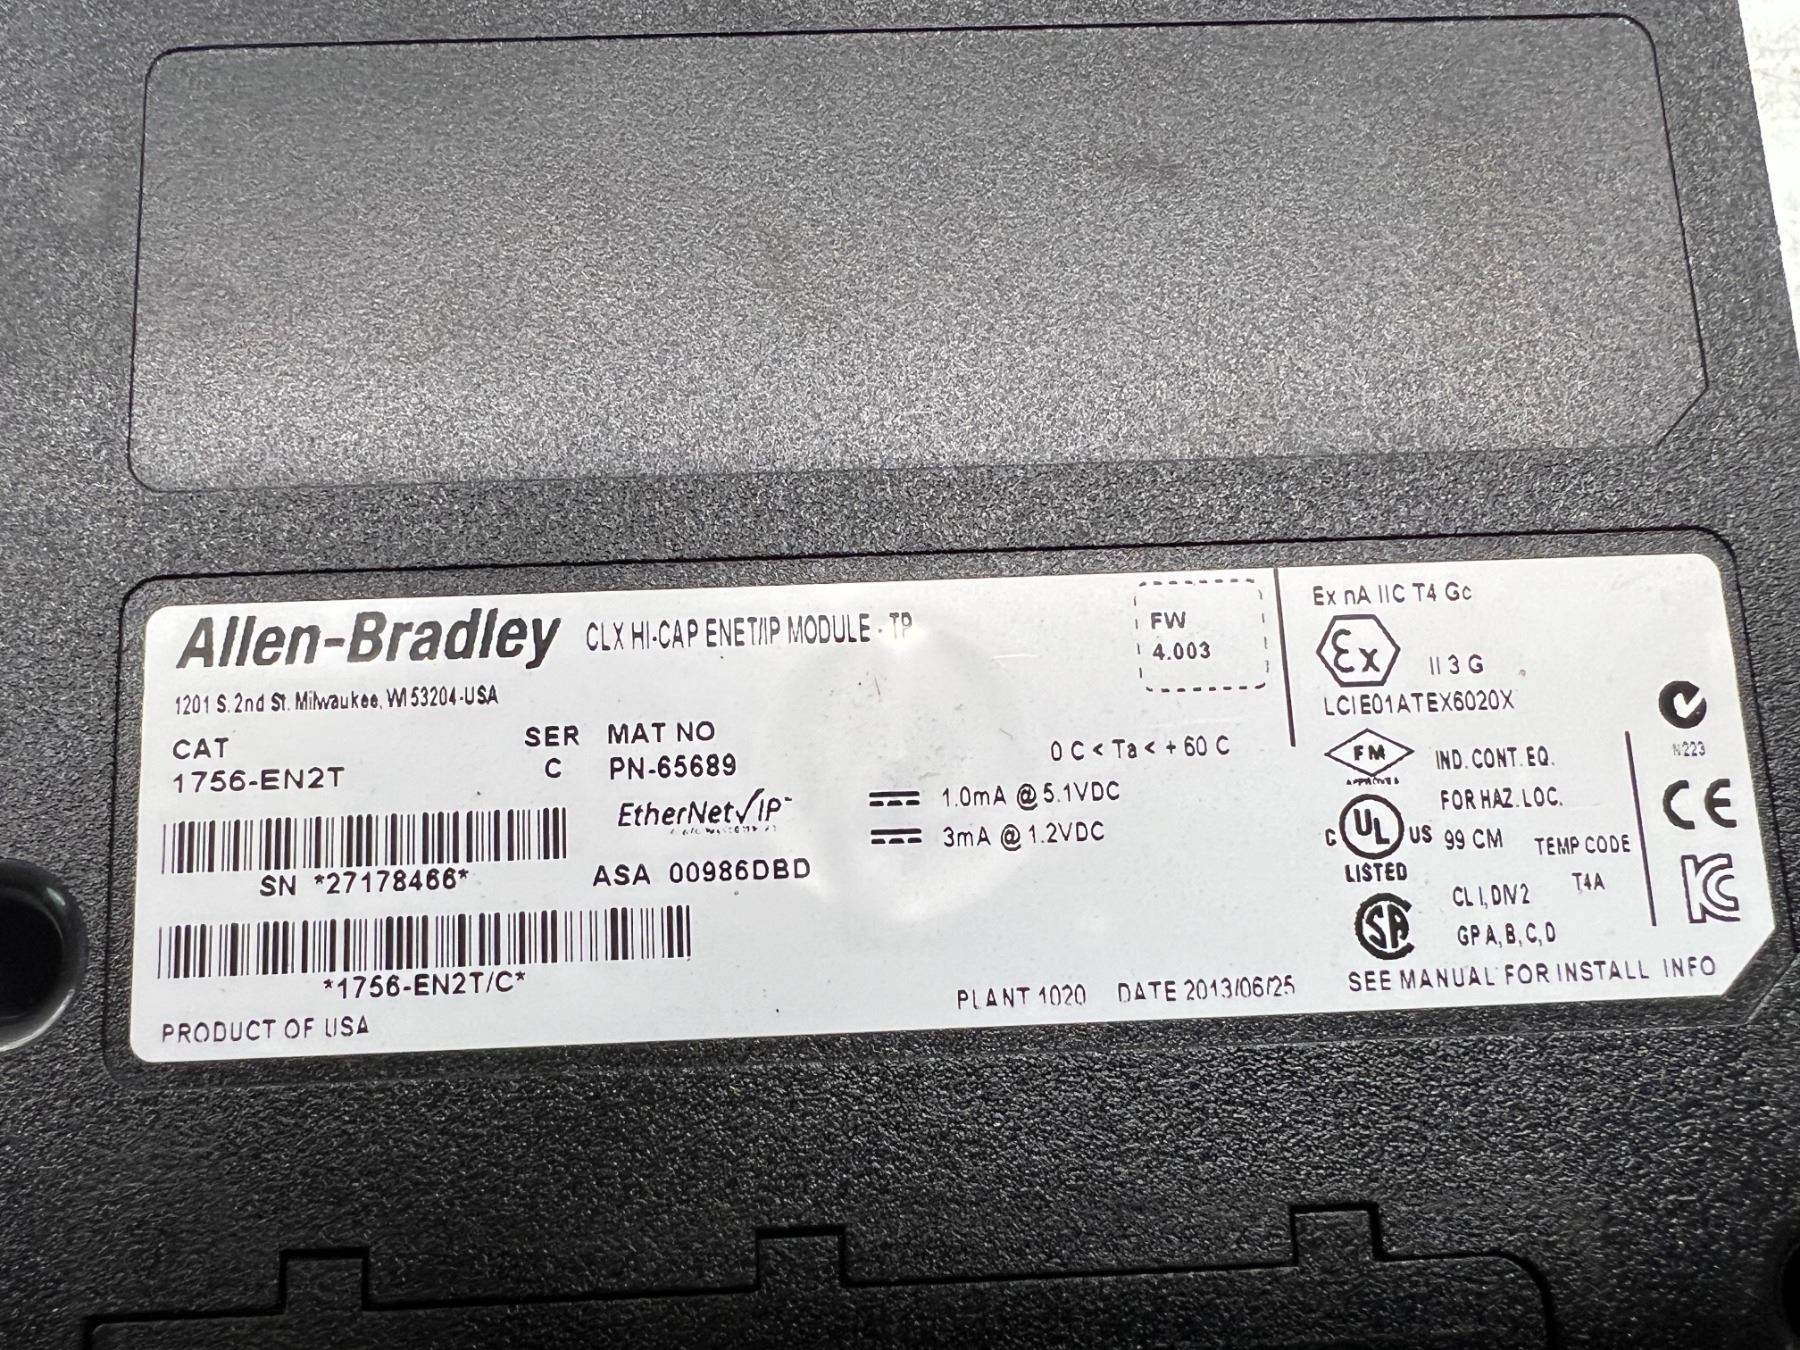 Allen-Bradley CLX HI-CAP ENET/IP MODULE - TP
1201 S. 2nd St. Milwaukee, WI 53204-USA
CAT SER MAT NO
1756-EN2T C PN-65689
EtherNet/IP
SN *27178466*
ASA 00986DBD
*1756-EN2T/C*
PRODUCT OF USA
FW
4.003
0 C < Ta < + 60 C
1.0mA @ 5.1VDC
3mA @ 1.2VDC
PLANT 1020 DATE 2013/06/25
Ex nA IIC T4 Gc
Ex II 3 G
LCIE01ATEX6020X
FM IND. CONT. EQ.
APPROVED
FOR HAZ. LOC.
C UL US 99 CM TEMP CODE
LISTED
T4A
CL I, DIV 2
SA GP A, B, C, D
SEE MANUAL FOR INSTALL INFO
N223
CE